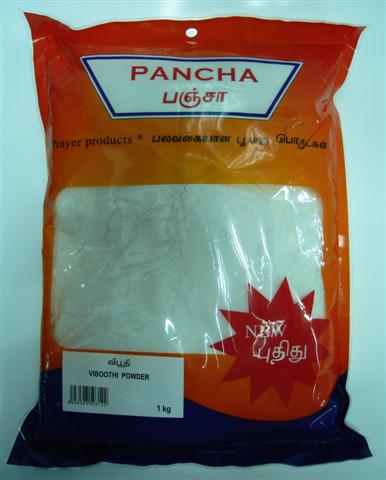 PANCHA
பஞ்சா
Prayer products * பலவகையான பூஜை பொருட்கள்
NEW
புதிது
விபூதி
VIBOOTHI POWDER
1 kg